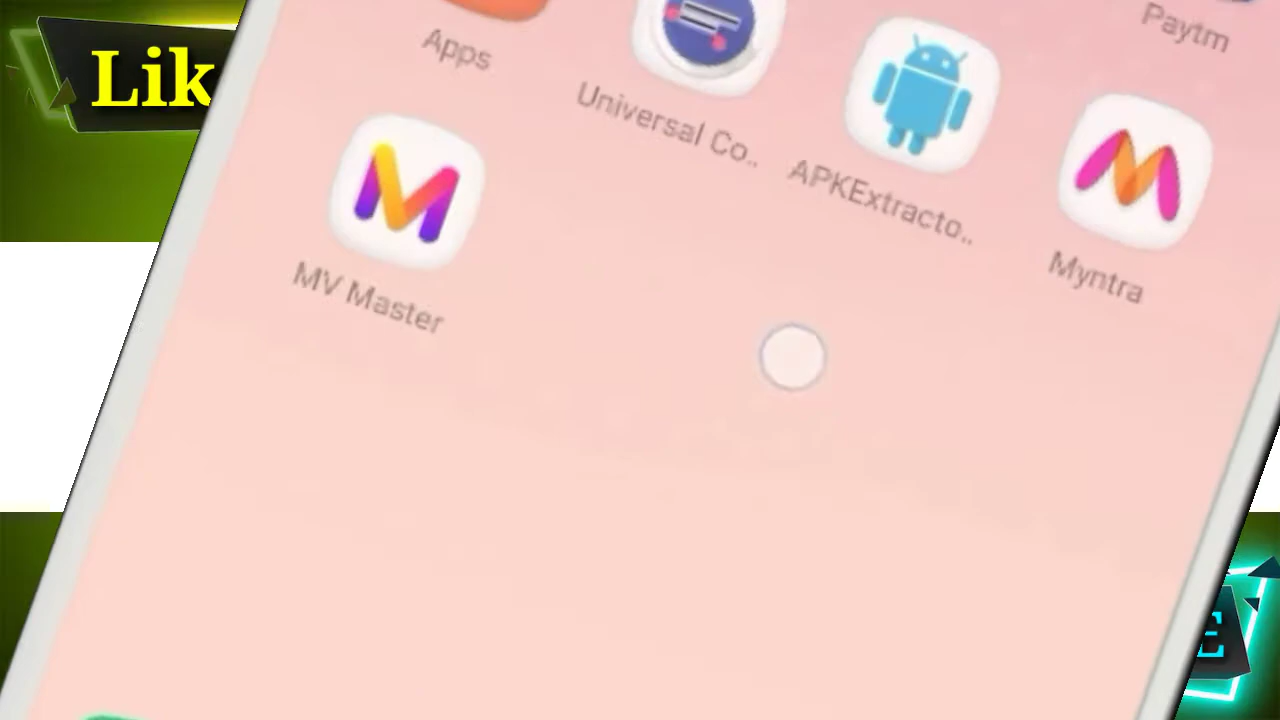 Lik
Apps
Universal Co..
APKExtracto..
Paytm
MV Master
Myntra
E